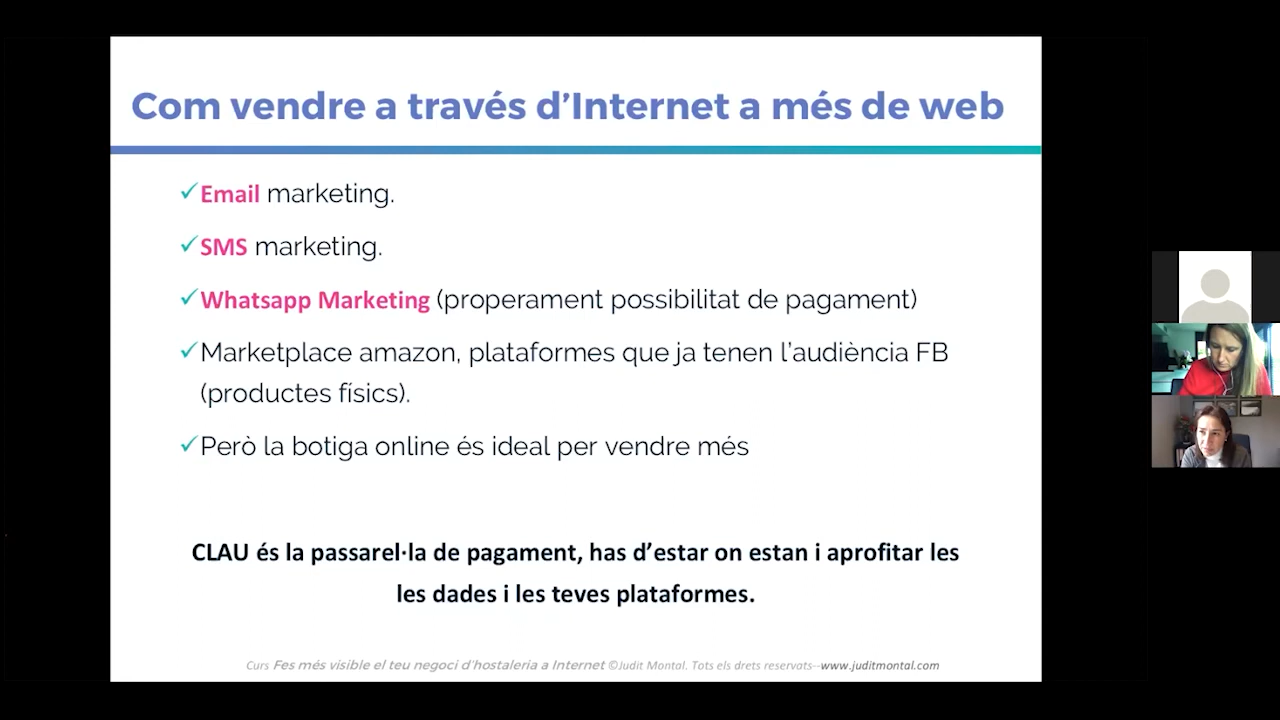 Com vendre a través d’Internet a més de web
✓Email marketing.
✓SMS marketing.
✓Whatsapp Marketing (properament possibilitat de pagament)
✓Marketplace amazon, plataformes que ja tenen l’audiència FB
(productes físics).
✓Però la botiga online és ideal per vendre més
CLAU és la passarel·la de pagament, has d’estar on estan i aprofitar les
les dades i les teves plataformes.
Curs Fes més visible el teu negoci d’hostaleria a Internet ©Judit Montal. Tots els drets reservats--www.juditmontal.com